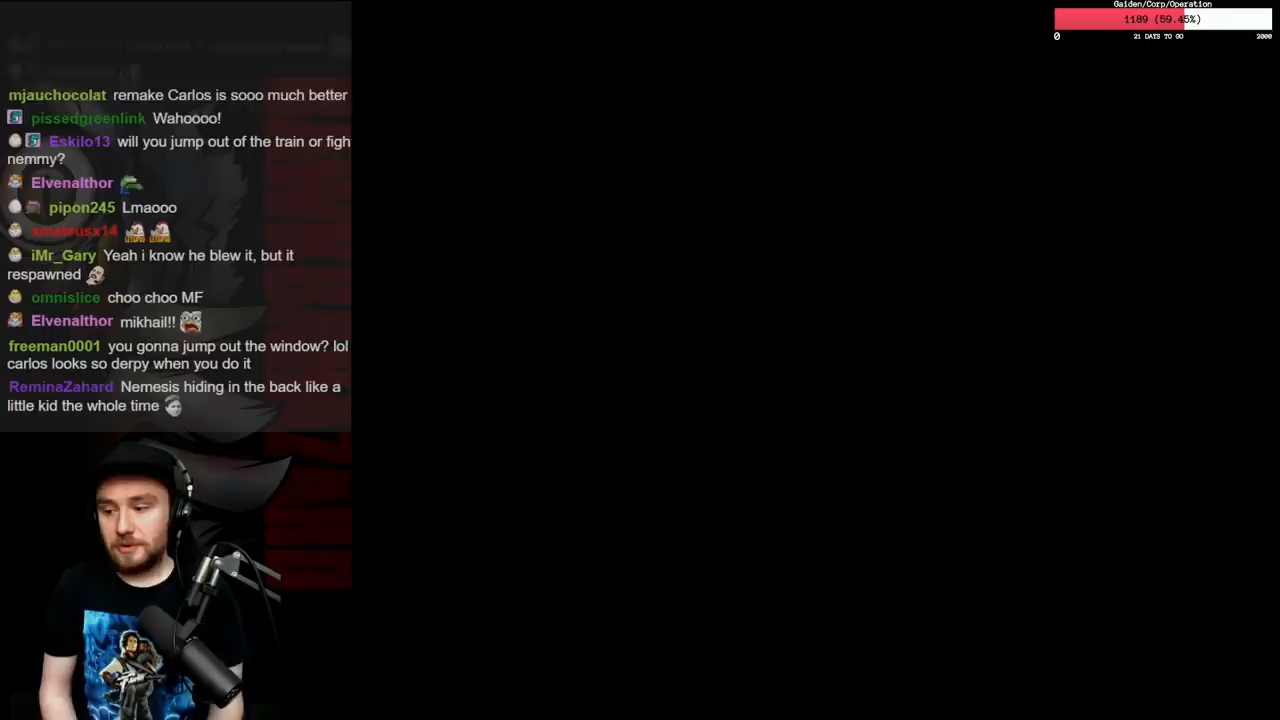 Gaiden/Corp/Operation
1189 (59.45%)
0 21 DAYS TO GO 2000
mjauchocolat remake Carlos is sooo much better
pissedgreenlink Wahoooo!
Eskilo13 will you jump out of the train or figh
nemmy?
Elvenalthor
pipon245 Lmaooo
xmateusx14
iMr_Gary Yeah i know he blew it, but it
respawned
omnislice choo choo MF
Elvenalthor mikhail!!
freeman0001 you gonna jump out the window? lol
carlos looks so derpy when you do it
ReminaZahard Nemesis hiding in the back like a
little kid the whole time